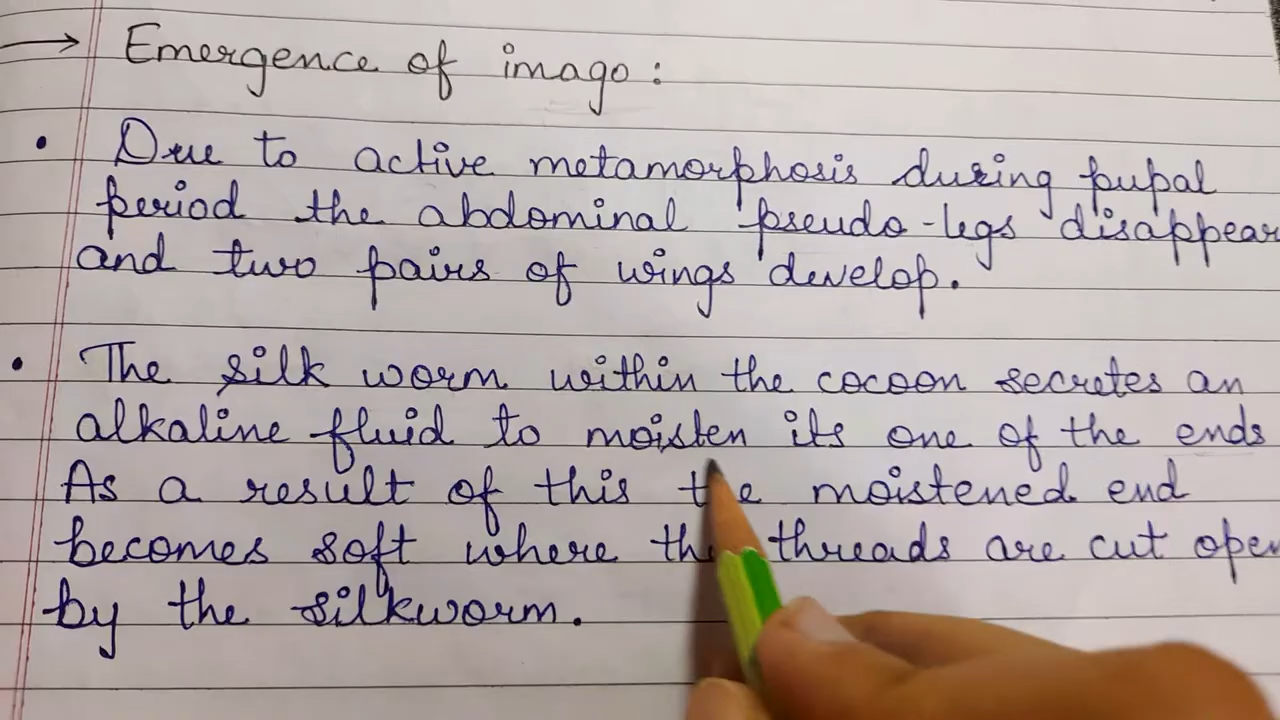 → Emergence of imago:
• Due to active metamorphosis during pupal
period the abdominal pseudo-legs disappear
and two pairs of wings develop.
• The silk worm within the cocoon secretes an
alkaline fluid to moisten its one of the ends
As a result of this the moistened end
becomes soft where the threads are cut open
by the silkworm.